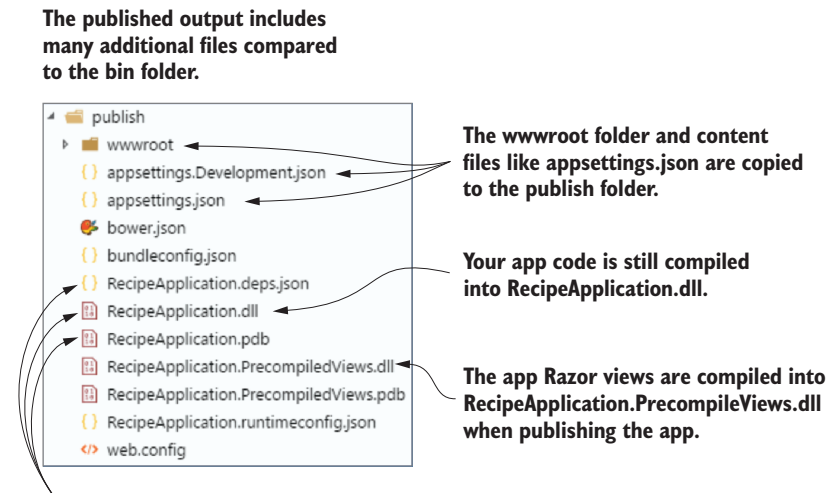 The published output includes
many additional files compared
to the bin folder.
publish
wwwroot
appsettings.Development.json
appsettings.json
bower.json
bundleconfig.json
RecipeApplication.deps.json
RecipeApplication.dll
RecipeApplication.pdb
RecipeApplication.PrecompiledViews.dll
RecipeApplication.PrecompiledViews.pdb
RecipeApplication.runtimeconfig.json
web.config
The wwwroot folder and content
files like appsettings.json are copied
to the publish folder.
Your app code is still compiled
into RecipeApplication.dll.
The app Razor views are compiled into
RecipeApplication.PrecompileViews.dll
when publishing the app.